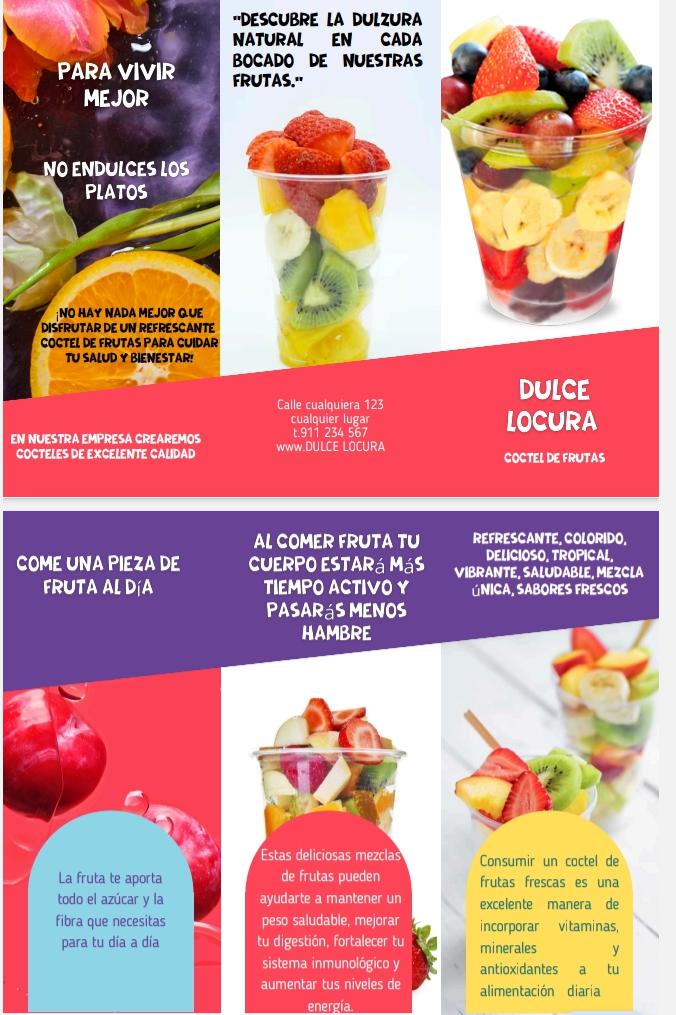 PARA VIVIR
MEJOR
NO ENDULCES LOS
PLATOS
¡NO HAY NADA MEJOR QUE
DISFRUTAR DE UN REFRESCANTE
COCTEL DE FRUTAS PARA CUIDAR
TU SALUD Y BIENESTAR!
EN NUESTRA EMPRESA CREAREMOS
COCTELES DE EXCELENTE CALIDAD
"DESCUBRE LA DULZURA
NATURAL EN CADA
BOCADO DE NUESTRAS
FRUTAS."
Calle cualquiera 123
cualquier lugar
t.911 234 567
www.DULCE LOCURA
DULCE
LOCURA
COCTEL DE FRUTAS
COME UNA PIEZA DE
FRUTA AL DíA
La fruta te aporta
todo el azúcar y la
fibra que necesitas
para tu día a día
AL COMER FRUTA TU
CUERPO ESTARá MáS
TIEMPO ACTIVO Y
PASARáS MENOS
HAMBRE
Estas deliciosas mezclas
de frutas pueden
ayudarte a mantener un
peso saludable, mejorar
tu digestión, fortalecer tu
sistema inmunológico y
aumentar tus niveles de
energía.
REFRESCANTE, COLORIDO,
DELICIOSO, TROPICAL,
VIBRANTE, SALUDABLE, MEZCLA
úNICA, SABORES FRESCOS
Consumir un coctel de
frutas frescas es una
excelente manera de
incorporar vitaminas,
minerales y
antioxidantes a tu
alimentación diaria